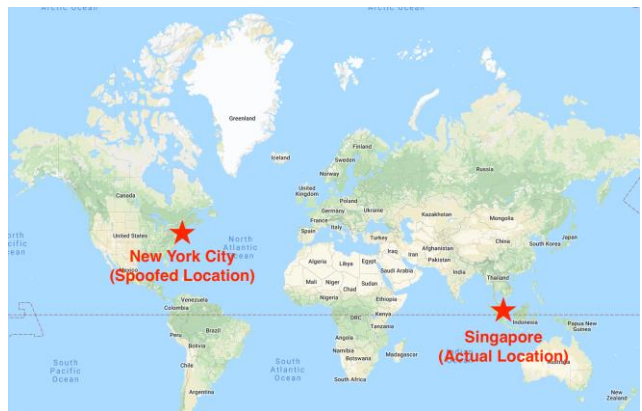 Arctic Ocean
Greenland
Iceland
Finland
Sweden
Norway
Russia
Canada
United
Kingdom
Poland
Germany
Ukraine
France
Kazakhstan
Mongolia
Spain
Italy
Turkey
North
Atlantic
Ocean
United States
China
South Korea
Japan
Afghanistan
Iraq
Iran
Pakistan
Algeria
Libya
Egypt
Saudi Arabia
India
Thailand
Mexico
New York City
(Spoofed Location)
Mali
Niger
Chad
Sudan
Nigeria
Ethiopia
Venezuela
Colombia
DRC
Kenya
Tanzania
Indonesia
Papua New
Guinea
Peru
Brazil
Bolivia
Angola
Namibia
Botswana
Madagascar
Singapore
(Actual Location)
Chile
South Africa
South
Pacific
Ocean
South
Atlantic
Ocean
Argentina
New
Zealand